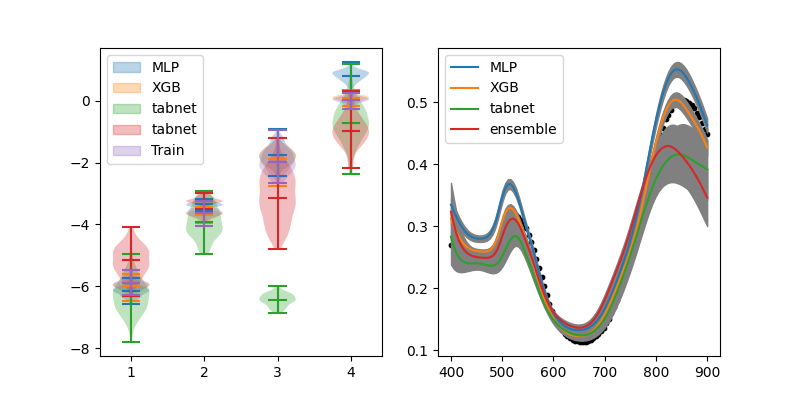 MLP
XGB
tabnet
tabnet
Train
0
−2
−4
−6
−8
1 2 3 4
MLP
XGB
tabnet
ensemble
0.5
0.4
0.3
0.2
0.1
400 500 600 700 800 900